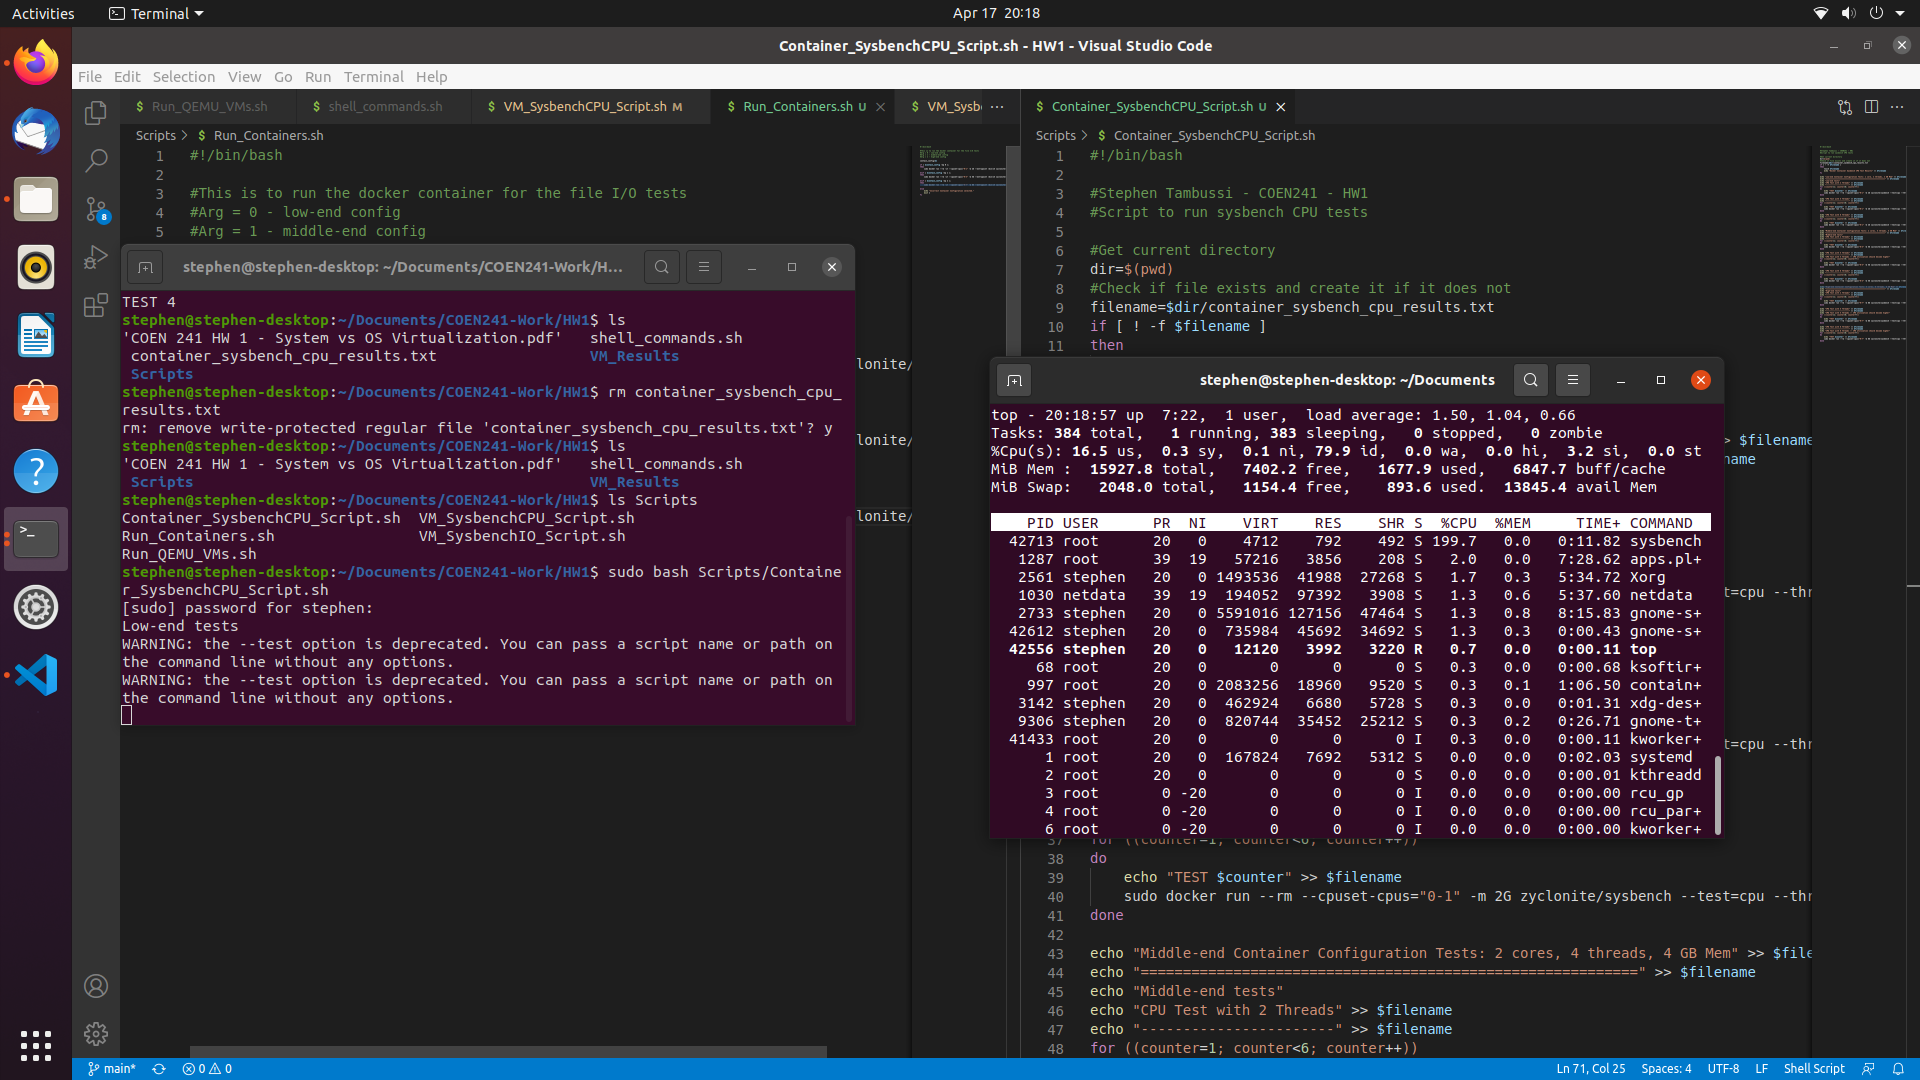 Activities
Terminal
Apr 17 20:18
Container_SysbenchCPU_Script.sh - HW1 - Visual Studio Code
File Edit Selection View Go Run Terminal Help
$ Run_QEMU_VMs.sh
$ shell_commands.sh
$ VM_SysbenchCPU_Script.sh M
$ Run_Containers.sh U
$ VM_Sysb
$ Container_SysbenchCPU_Script.sh U
Scripts > $ Run_Containers.sh
1 #!/bin/bash
2
3 #This is to run the docker container for the file I/O tests
4 #Arg = 0 - low-end config
5 #Arg = 1 - middle-end config
lonite/
lonite/
lonite/
stephen@stephen-desktop: ~/Documents/COEN241-Work/H...
TEST 4
stephen@stephen-desktop:~/Documents/COEN241-Work/HW1$ ls
'COEN 241 HW 1 - System vs OS Virtualization.pdf' shell_commands.sh
container_sysbench_cpu_results.txt VM_Results
Scripts
stephen@stephen-desktop:~/Documents/COEN241-Work/HW1$ rm container_sysbench_cpu_
results.txt
rm: remove write-protected regular file 'container_sysbench_cpu_results.txt'? y
stephen@stephen-desktop:~/Documents/COEN241-Work/HW1$ ls
'COEN 241 HW 1 - System vs OS Virtualization.pdf' shell_commands.sh
Scripts VM_Results
stephen@stephen-desktop:~/Documents/COEN241-Work/HW1$ ls Scripts
Container_SysbenchCPU_Script.sh VM_SysbenchCPU_Script.sh
Run_Containers.sh VM_SysbenchIO_Script.sh
Run_QEMU_VMs.sh
stephen@stephen-desktop:~/Documents/COEN241-Work/HW1$ sudo bash Scripts/Containe
r_SysbenchCPU_Script.sh
[sudo] password for stephen:
Low-end tests
WARNING: the --test option is deprecated. You can pass a script name or path on
the command line without any options.
WARNING: the --test option is deprecated. You can pass a script name or path on
the command line without any options.
Scripts > $ Container_SysbenchCPU_Script.sh
1 #!/bin/bash
2
3 #Stephen Tambussi - COEN241 - HW1
4 #Script to run sysbench CPU tests
5
6 #Get current directory
7 dir=$(pwd)
8 #Check if file exists and create it if it does not
9 filename=$dir/container_sysbench_cpu_results.txt
10 if [ ! -f $filename ]
11 then
stephen@stephen-desktop: ~/Documents
top - 20:18:57 up 7:22, 1 user, load average: 1.50, 1.04, 0.66
Tasks: 384 total, 1 running, 383 sleeping, 0 stopped, 0 zombie
%Cpu(s): 16.5 us, 0.3 sy, 0.1 ni, 79.9 id, 0.0 wa, 0.0 hi, 3.2 si, 0.0 st
MiB Mem : 15927.8 total, 7402.2 free, 1677.9 used, 6847.7 buff/cache
MiB Swap: 2048.0 total, 1154.4 free, 893.6 used. 13845.4 avail Mem
PID USER PR NI VIRT RES SHR S %CPU %MEM TIME+ COMMAND
42713 root 20 0 4712 792 492 S 199.7 0.0 0:11.82 sysbench
1287 root 39 19 57216 3856 208 S 2.0 0.0 7:28.62 apps.pl+
2561 stephen 20 0 1493536 41988 27268 S 1.7 0.3 5:34.72 Xorg
1030 netdata 39 19 194052 97392 3908 S 1.3 0.6 5:37.60 netdata
2733 stephen 20 0 5591016 127156 47464 S 1.3 0.8 8:15.83 gnome-s+
42612 stephen 20 0 735984 45692 34692 S 1.3 0.3 0:00.43 gnome-s+
42556 stephen 20 0 12120 3992 3220 R 0.7 0.0 0:00.11 top
68 root 20 0 0 0 0 S 0.3 0.0 0:00.68 ksoftir+
997 root 20 0 2083256 18960 9520 S 0.3 0.1 1:06.50 contain+
3142 stephen 20 0 462924 6680 5728 S 0.3 0.0 0:01.31 xdg-des+
9306 stephen 20 0 820744 35452 25212 S 0.3 0.2 0:26.71 gnome-t+
41433 root 20 0 0 0 0 I 0.3 0.0 0:00.11 kworker+
1 root 20 0 167824 7692 5312 S 0.0 0.0 0:02.03 systemd
2 root 20 0 0 0 0 S 0.0 0.0 0:00.01 kthreadd
3 root 0 -20 0 0 0 I 0.0 0.0 0:00.00 rcu_gp
4 root 0 -20 0 0 0 I 0.0 0.0 0:00.00 rcu_par+
6 root 0 -20 0 0 0 I 0.0 0.0 0:00.00 kworker+
> $filename
name
t=cpu --thr
t=cpu --thr
37 for ((counter=1; counter<6; counter++))
38 do
39 echo "TEST $counter" >> $filename
40 sudo docker run --rm --cpuset-cpus="0-1" -m 2G zyclonite/sysbench --test=cpu --thr
41 done
42
43 echo "Middle-end Container Configuration Tests: 2 cores, 4 threads, 4 GB Mem" >> $file
44 echo "===========================================================" >> $filename
45 echo "Middle-end tests"
46 echo "CPU Test with 2 Threads" >> $filename
47 echo "-----------------------" >> $filename
48 for ((counter=1; counter<6; counter++))
8
main*
0 0
Ln 71, Col 25
Spaces: 4
UTF-8
LF
Shell Script